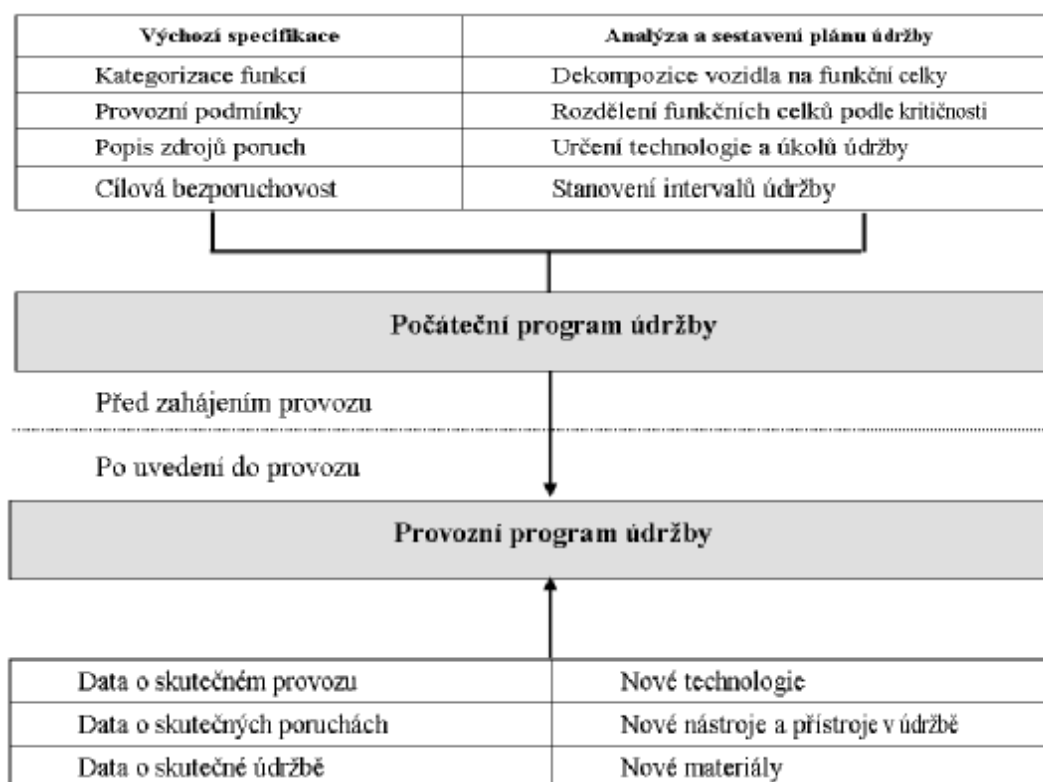 Výchozí specifikace
Analýza a sestavení plánu údržby
Kategorizace funkcí
Dekompozice vozidla na funkční celky
Provozní podmínky
Rozdělení funkčních celků podle kritičnosti
Popis zdrojů poruch
Určení technologie a úkolů údržby
Cílová bezporuchovost
Stanovení intervalů údržby
Počáteční program údržby
Před zahájením provozu
Po uvedení do provozu
Provozní program údržby
Data o skutečném provozu
Nové technologie
Data o skutečných poruchách
Nové nástroje a přístroje v údržbě
Data o skutečné údržbě
Nové materiály